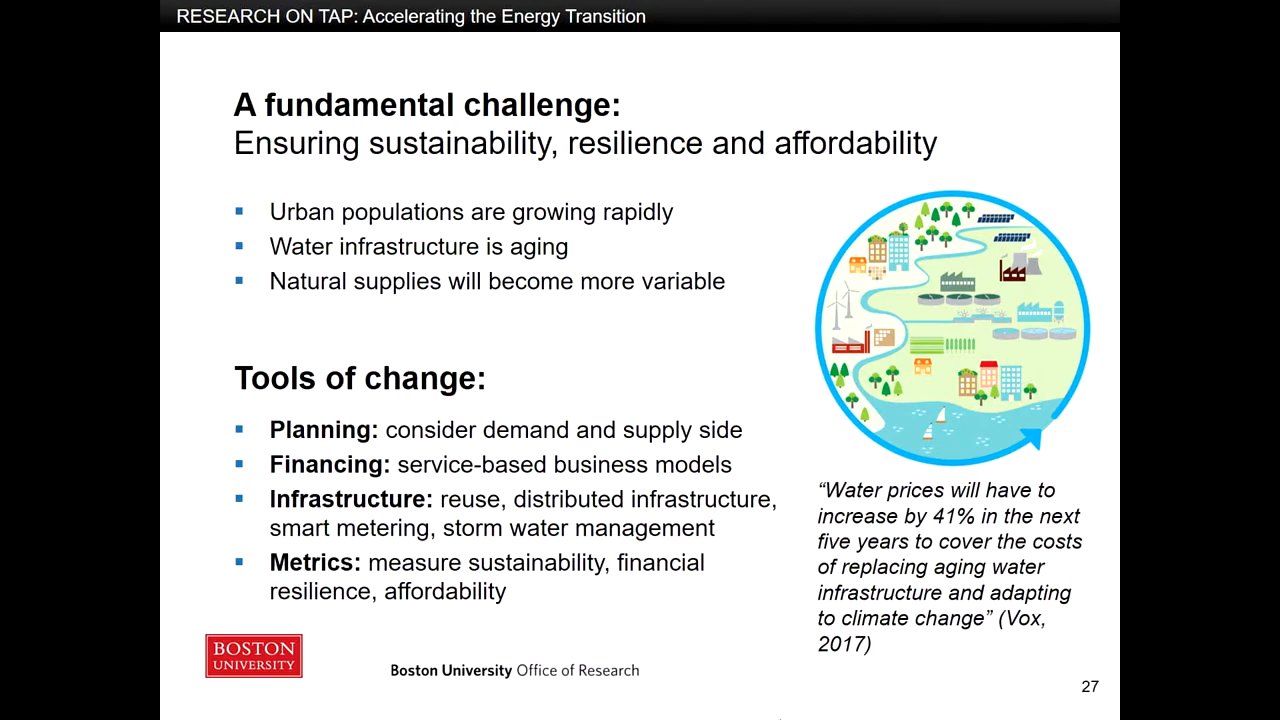 RESEARCH ON TAP: Accelerating the Energy Transition
A fundamental challenge:
Ensuring sustainability, resilience and affordability
Urban populations are growing rapidly
Water infrastructure is aging
Natural supplies will become more variable
Tools of change:
Planning: consider demand and supply side
Financing: service-based business models
Infrastructure: reuse, distributed infrastructure,
smart metering, storm water management
Metrics: measure sustainability, financial
resilience, affordability
“Water prices will have to
increase by 41% in the next
five years to cover the costs
of replacing aging water
infrastructure and adapting
to climate change” (Vox,
2017)
BOSTON
UNIVERSITY
Boston University Office of Research
27